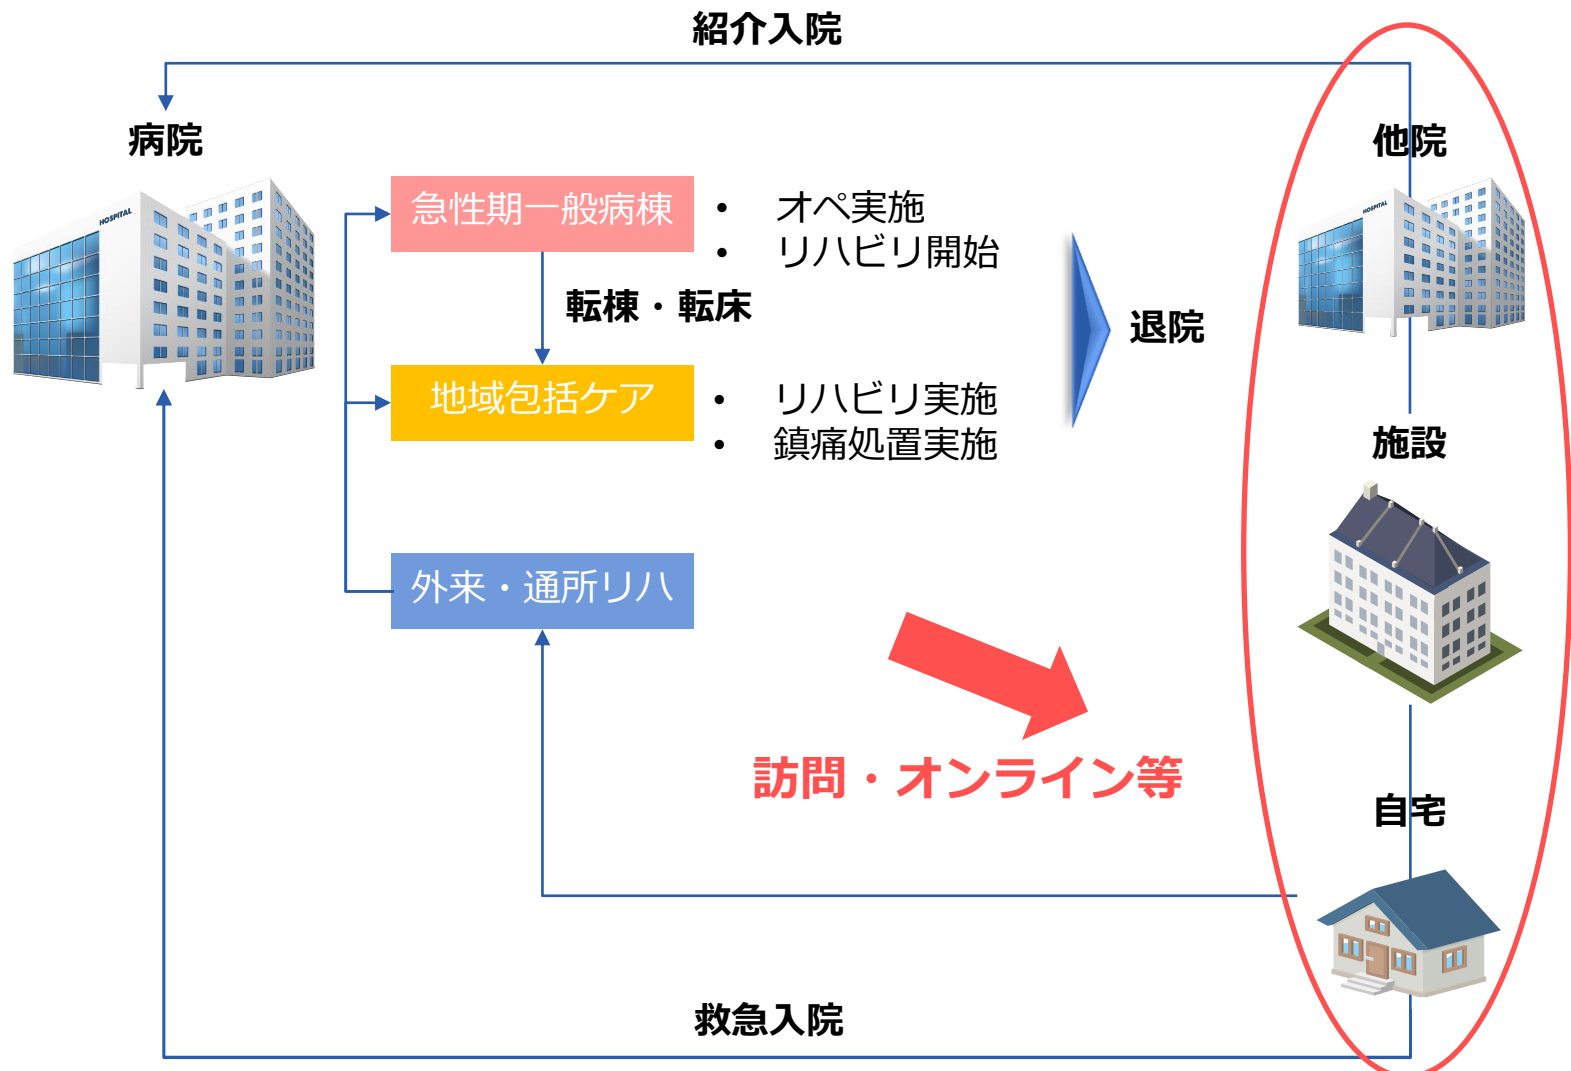 紹介入院
病院
HOSPITAL
急性期一般病棟
• オペ実施
• リハビリ開始
転棟・転床
地域包括ケア
• リハビリ実施
• 鎮痛処置実施
外来・通所リハ
退院
他院
HOSPITAL
施設
訪問・オンライン等
自宅
救急入院